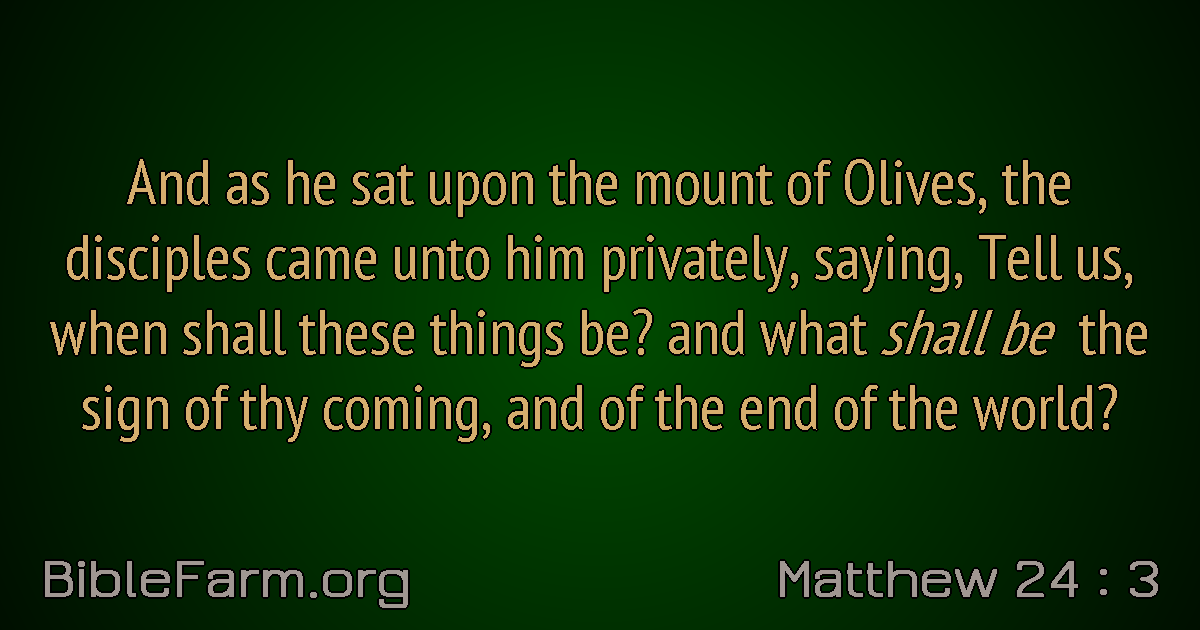 And as he sat upon the mount of Olives, the
disciples came unto him privately, saying, Tell us,
when shall these things be? and what shall be the
sign of thy coming, and of the end of the world?
BibleFarm.org
Matthew 24 : 3